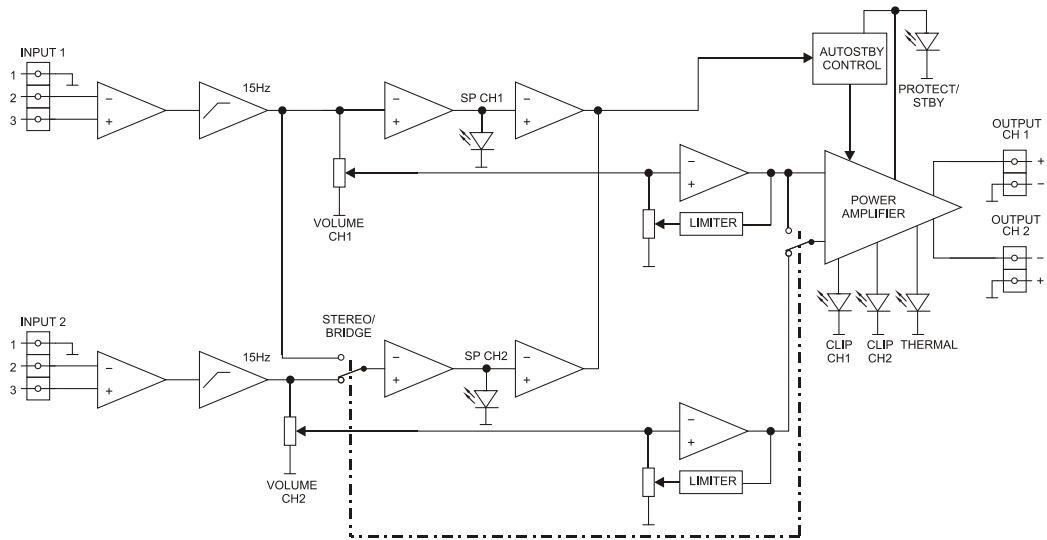 INPUT 1
1
2
3
−
+
15Hz
−
+
SP CH1
−
+
AUTOSTBY
CONTROL
PROTECT/
STBY
VOLUME
CH1
−
+
LIMITER
POWER
AMPLIFIER
OUTPUT
CH 1
+
−
OUTPUT
CH 2
−
+
CLIP
CH1
CLIP
CH2
THERMAL
INPUT 2
1
2
3
−
+
15Hz
STEREO/
BRIDGE
−
+
SP CH2
−
+
VOLUME
CH2
−
+
LIMITER